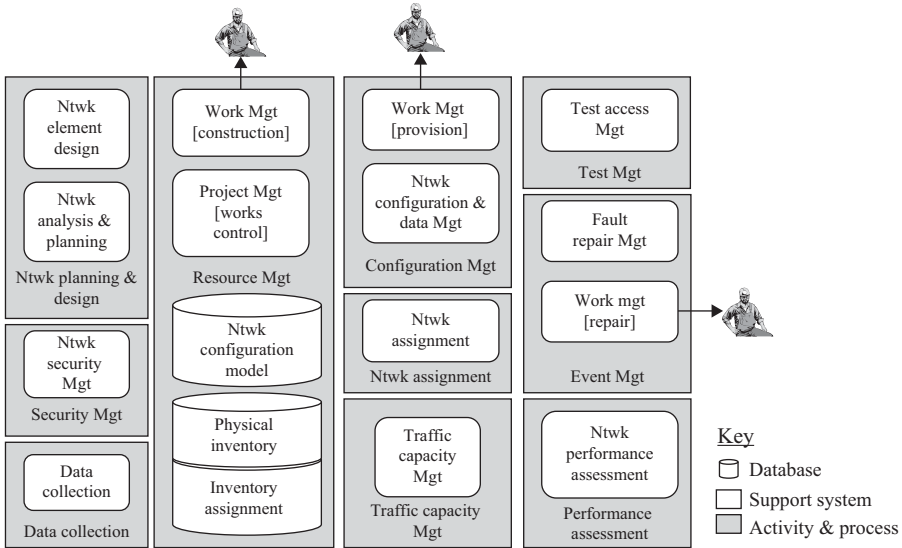 Ntwk
element
design
Ntwk
analysis &
planning
Ntwk planning &
design
Ntwk
security
Mgt
Security Mgt
Data
collection
Data collection
Work Mgt
[construction]
Project Mgt
[works
control]
Resource Mgt
Ntwk
configuration
model
Physical
inventory
Inventory
assignment
Work Mgt
[provision]
Ntwk
configuration &
data Mgt
Configuration Mgt
Ntwk
assignment
Ntwk assignment
Traffic
capacity
Mgt
Traffic capacity
Mgt
Test access
Mgt
Test Mgt
Fault
repair Mgt
Work mgt
[repair]
Event Mgt
Ntwk
performance
assessment
Performance
assessment
Key
Database
Support system
Activity & process